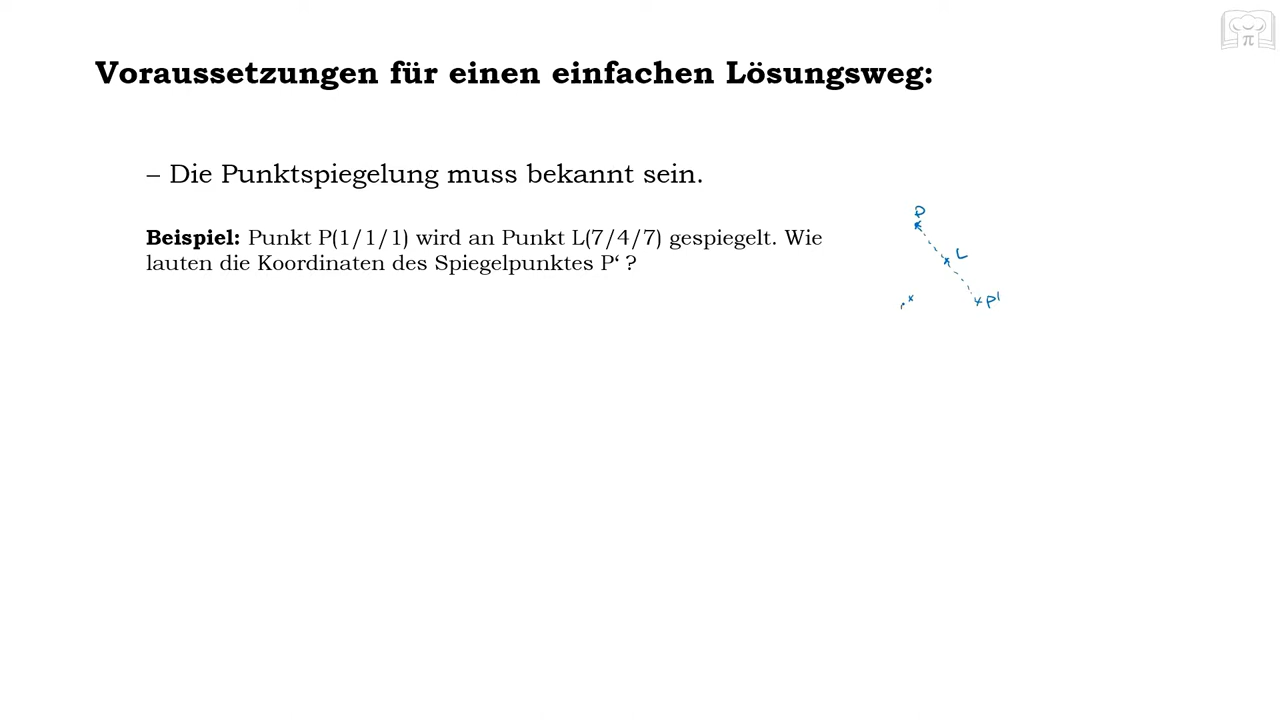 Voraussetzungen für einen einfachen Lösungsweg:
– Die Punktspiegelung muss bekannt sein.
Beispiel: Punkt P(1/1/1) wird an Punkt L(7/4/7) gespiegelt. Wie
lauten die Koordinaten des Spiegelpunktes P‘ ?
P
L
P'
π